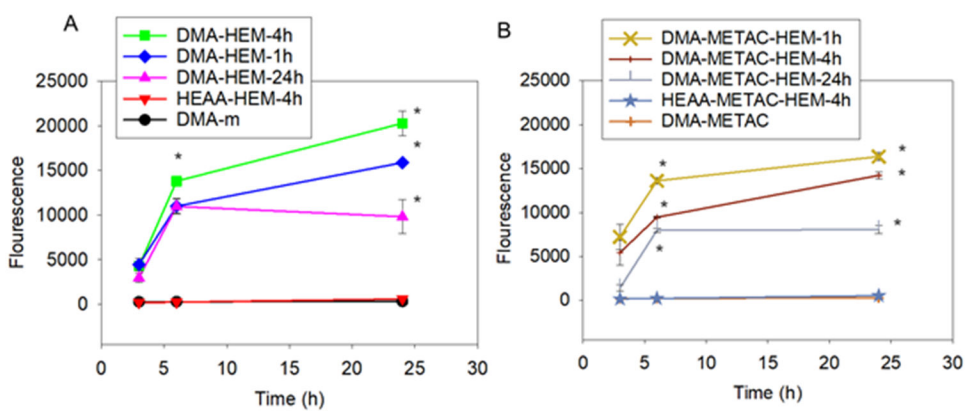 A
DMA-HEM-4h
DMA-HEM-1h
DMA-HEM-24h
HEAA-HEM-4h
DMA-m
25000
20000
15000
10000
5000
0
Flourescence
*
*
*
*
0 5 10 15 20 25 30
Time (h)
B
DMA-METAC-HEM-1h
DMA-METAC-HEM-4h
DMA-METAC-HEM-24h
HEAA-METAC-HEM-4h
DMA-METAC
25000
20000
15000
10000
5000
0
Flourescence
*
*
*
*
*
*
0 5 10 15 20 25 30
Time (h)